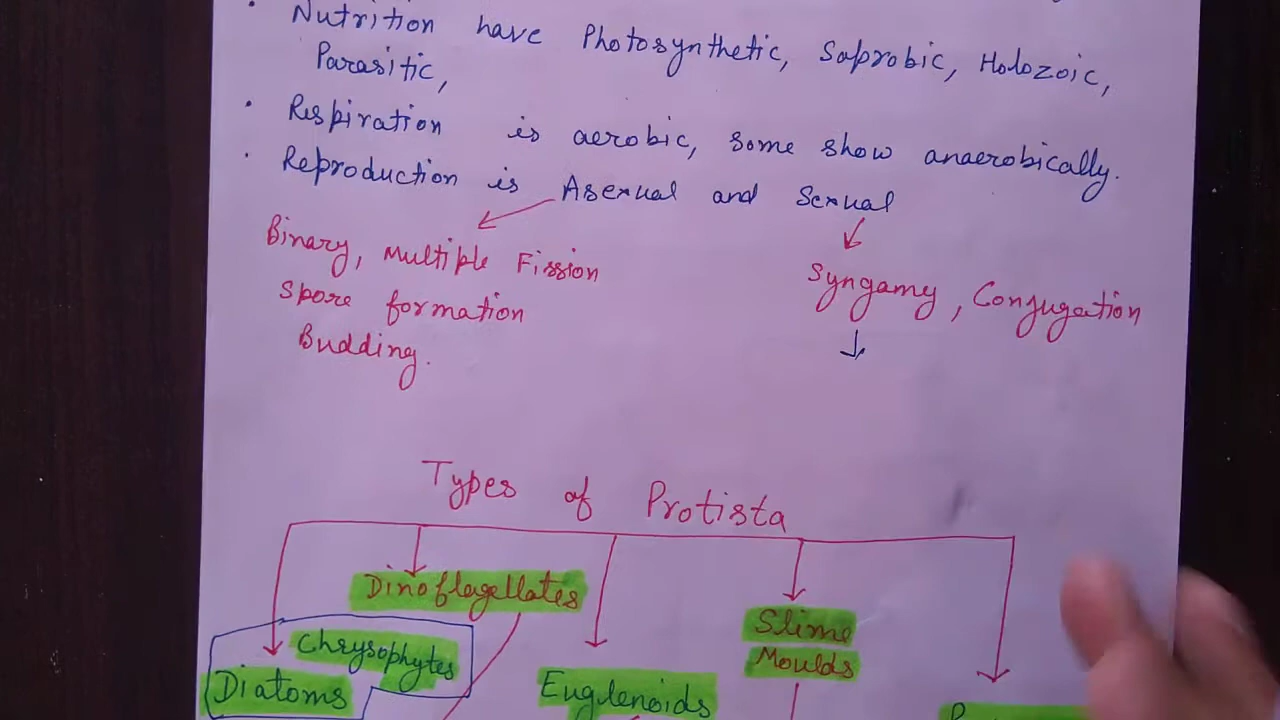 • Nutrition have Photosynthetic, Saprobic, Holozoic,
Parasitic,
• Respiration is aerobic, some show anaerobically.
• Reproduction is Asexual and Sexual
Binary, Multiple Fission
Spore formation
Budding.
Syngamy, Conjugation
Types of Protista
Dinoflagellates
Chrysophytes
Diatoms
Euglenoids
Slime
Moulds